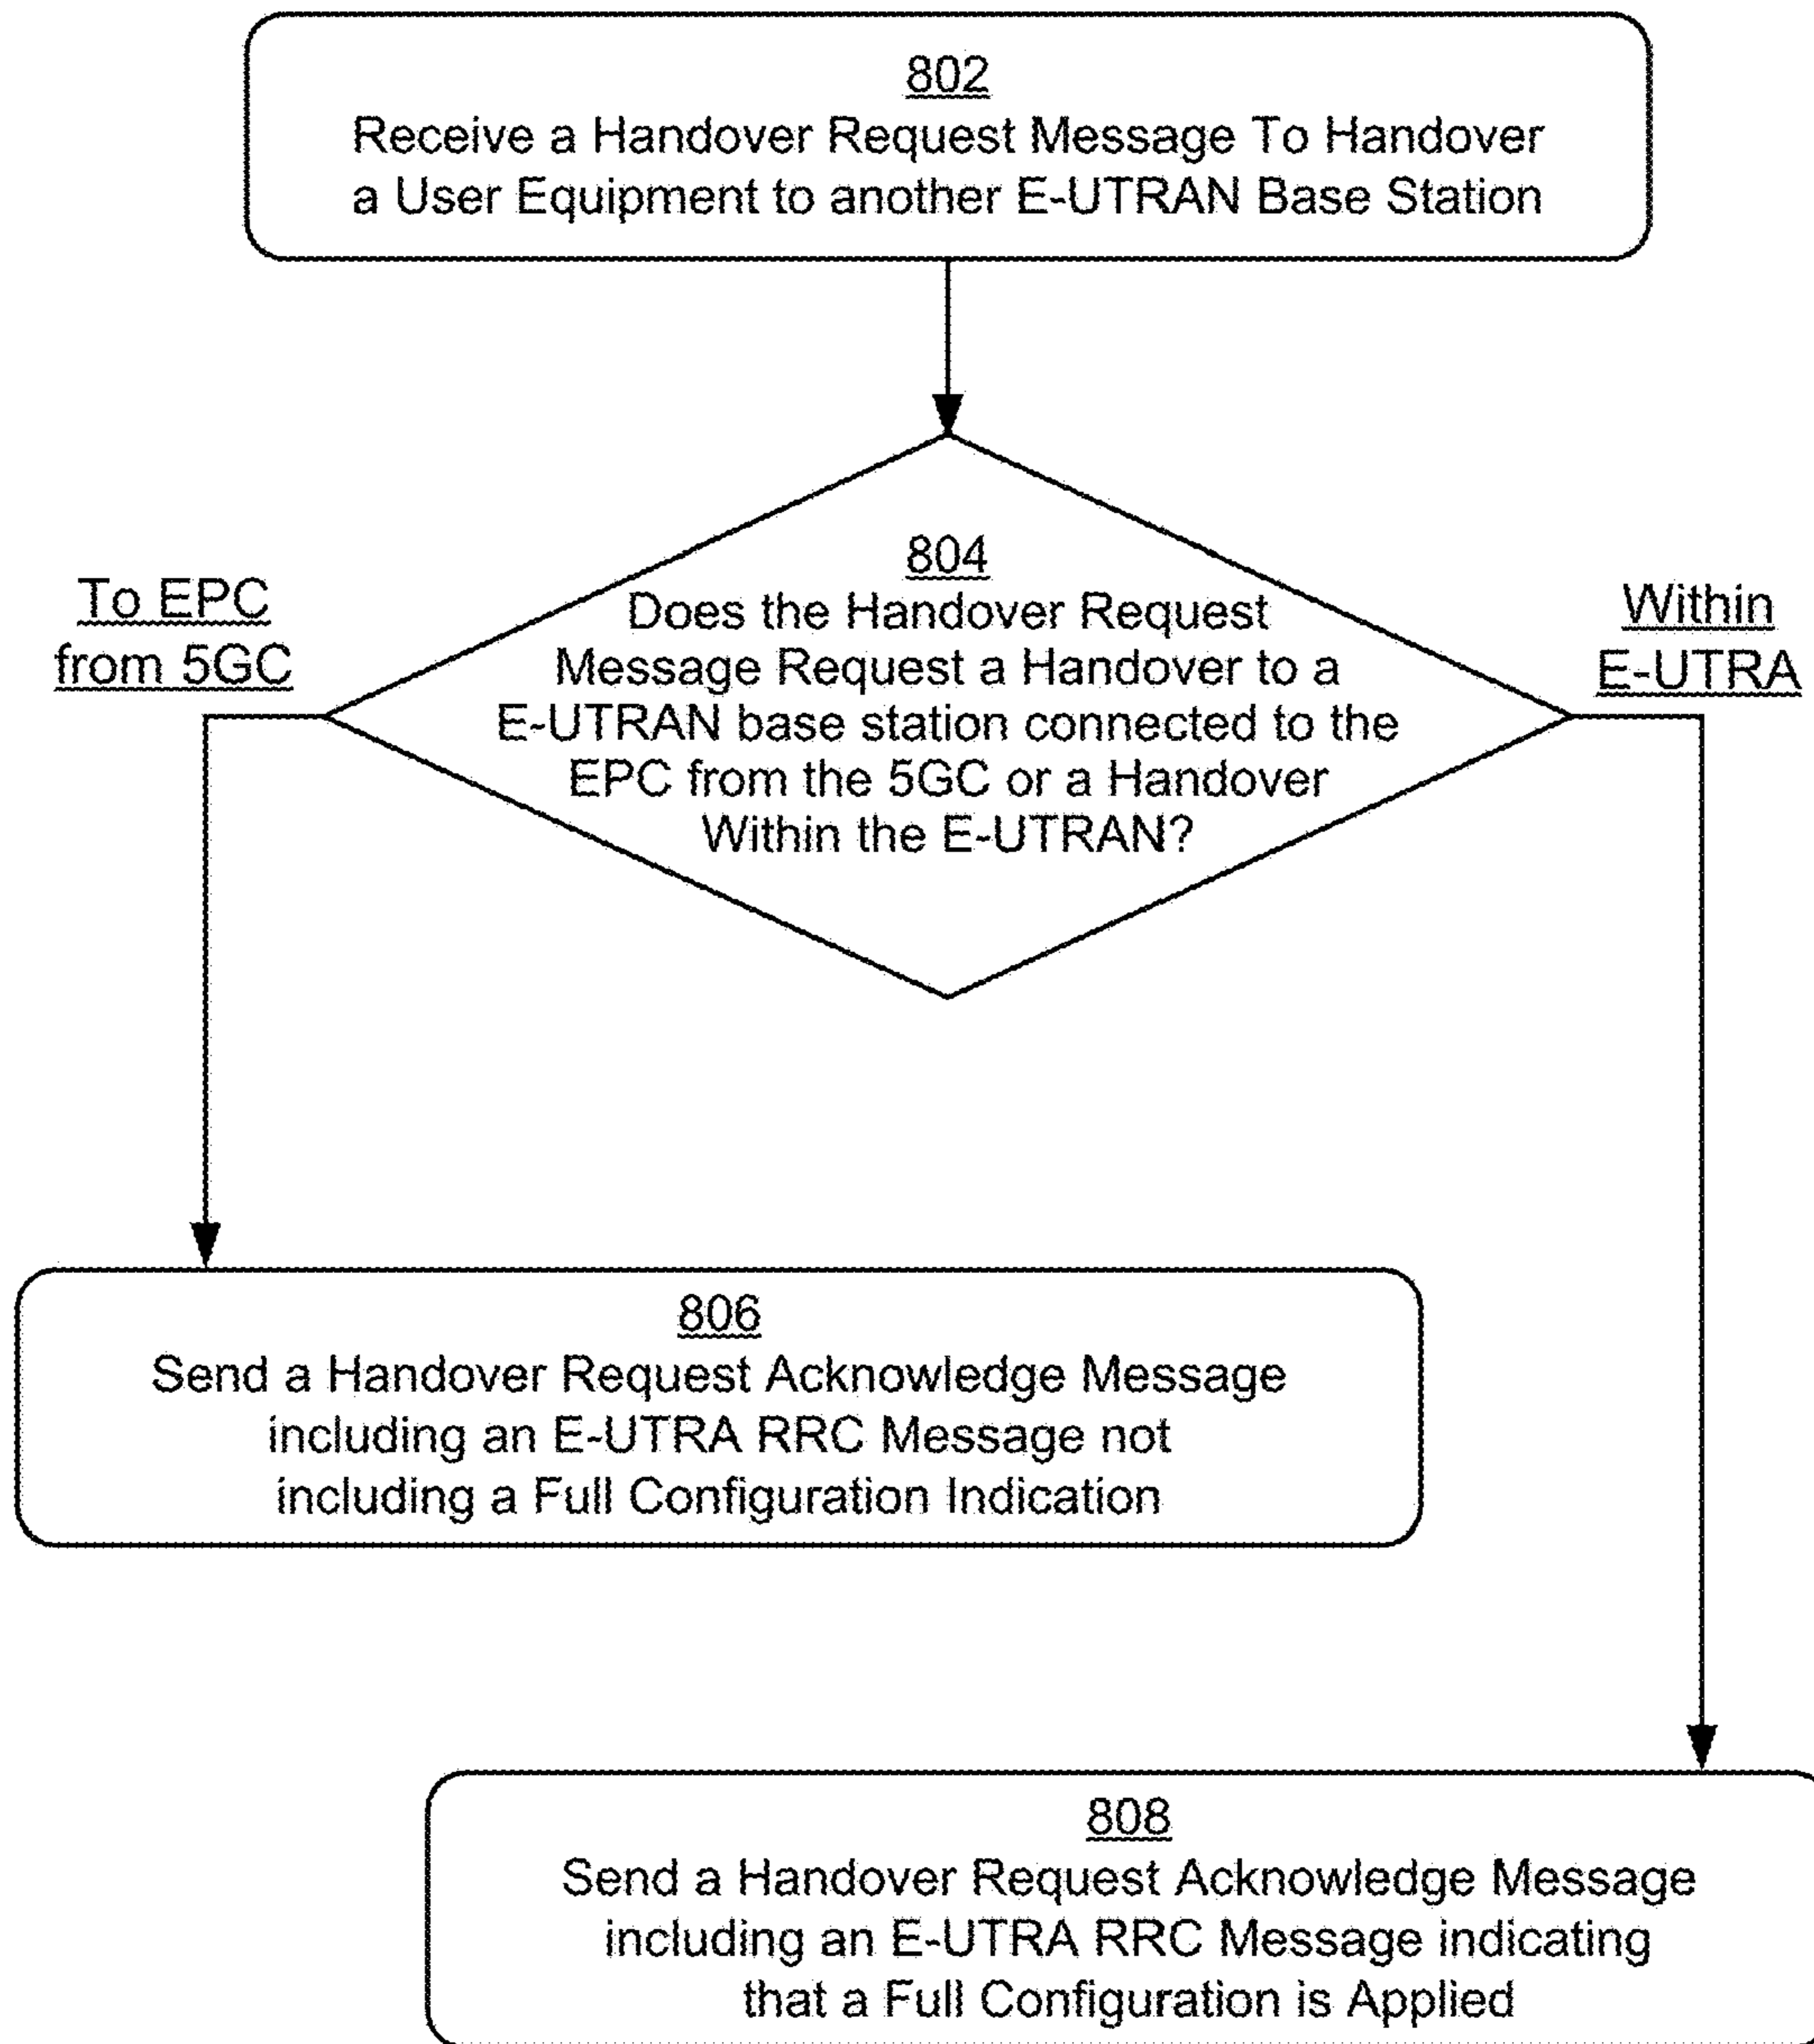 802
Receive a Handover Request Message To Handover
a User Equipment to another E-UTRAN Base Station
804
Does the Handover Request
Message Request a Handover to a
E-UTRAN base station connected to the
EPC from the 5GC or a Handover
Within the E-UTRAN?
To EPC
from 5GC
Within
E-UTRA
806
Send a Handover Request Acknowledge Message
including an E-UTRA RRC Message not
including a Full Configuration Indication
808
Send a Handover Request Acknowledge Message
including an E-UTRA RRC Message indicating
that a Full Configuration is Applied